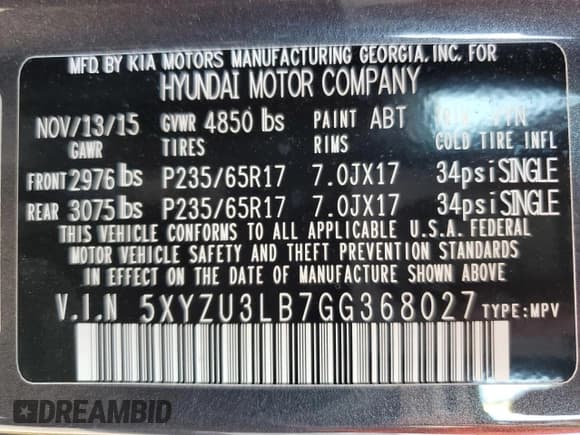 MFD. BY KIA MOTORS MANUFACTURING GEORGIA, INC. FOR
HYUNDAI MOTOR COMPANY
NOV/13/15 GVWR 4850 lbs PAINT ABT
GAWR TIRES RIMS COLD TIRE INFL
FRONT 2976 lbs P235/65R17 7.0JX17 34psi SINGLE
REAR 3075 lbs P235/65R17 7.0JX17 34psi SINGLE
THIS VEHICLE CONFORMS TO ALL APPLICABLE U.S.A. FEDERAL
MOTOR VEHICLE SAFETY AND THEFT PREVENTION STANDARDS
IN EFFECT ON THE DATE OF MANUFACTURE SHOWN ABOVE.
V.I.N 5XYZU3LB7GG368027 TYPE:MPV
DREAMBID